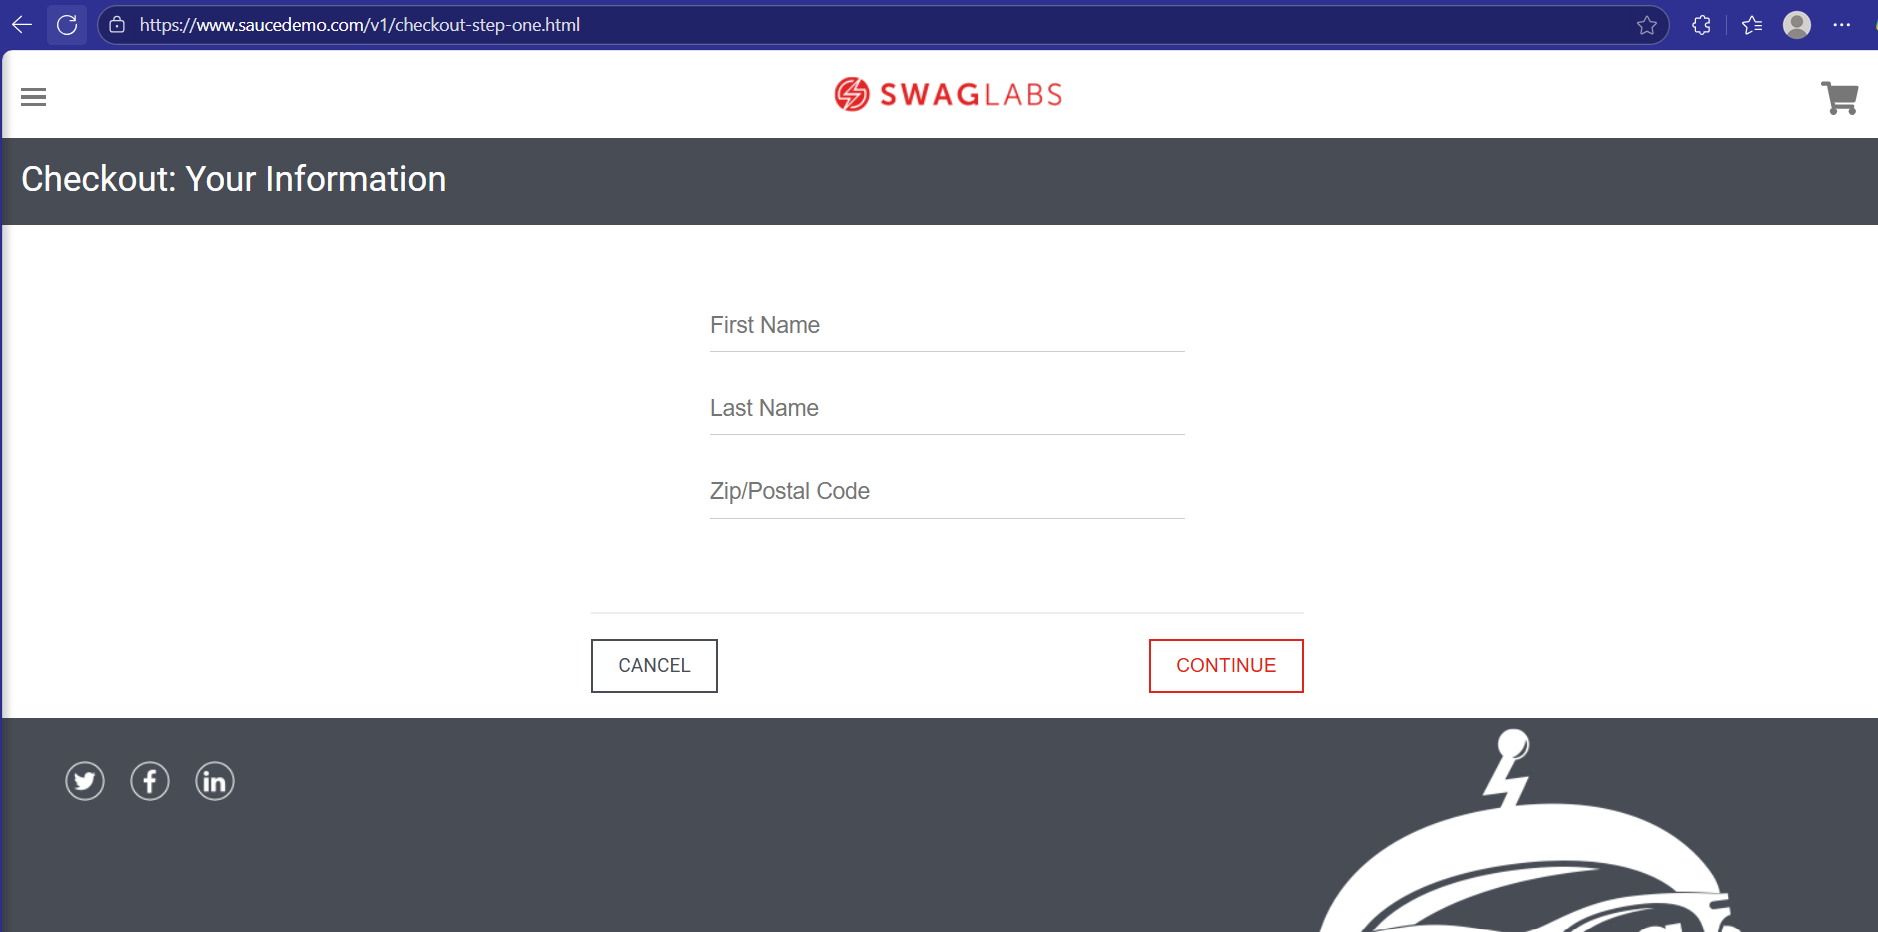 https://www.saucedemo.com/v1/checkout-step-one.html
SWAGLABS
Checkout: Your Information
First Name
Last Name
Zip/Postal Code
CANCEL
CONTINUE